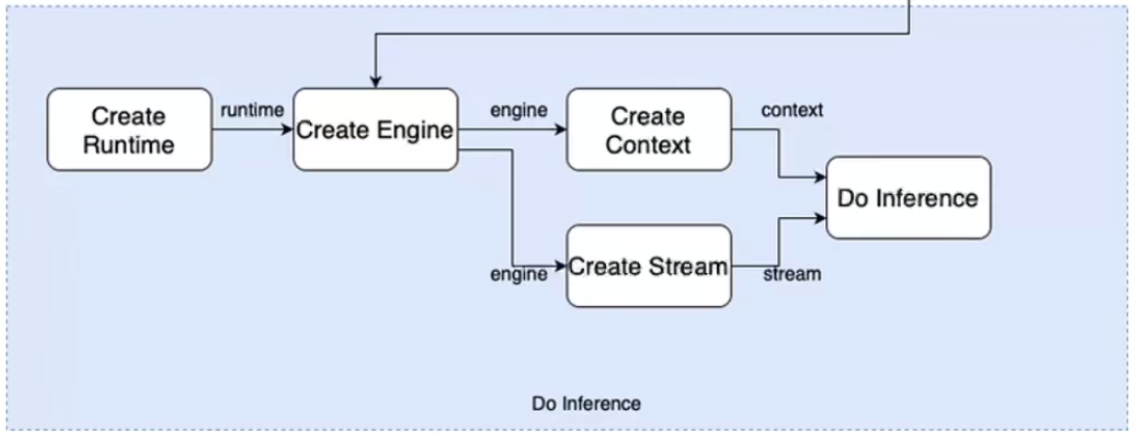 Create
Runtime
runtime
Create Engine
engine
Create
Context
context
Do Inference
engine
Create Stream
stream
Do Inference